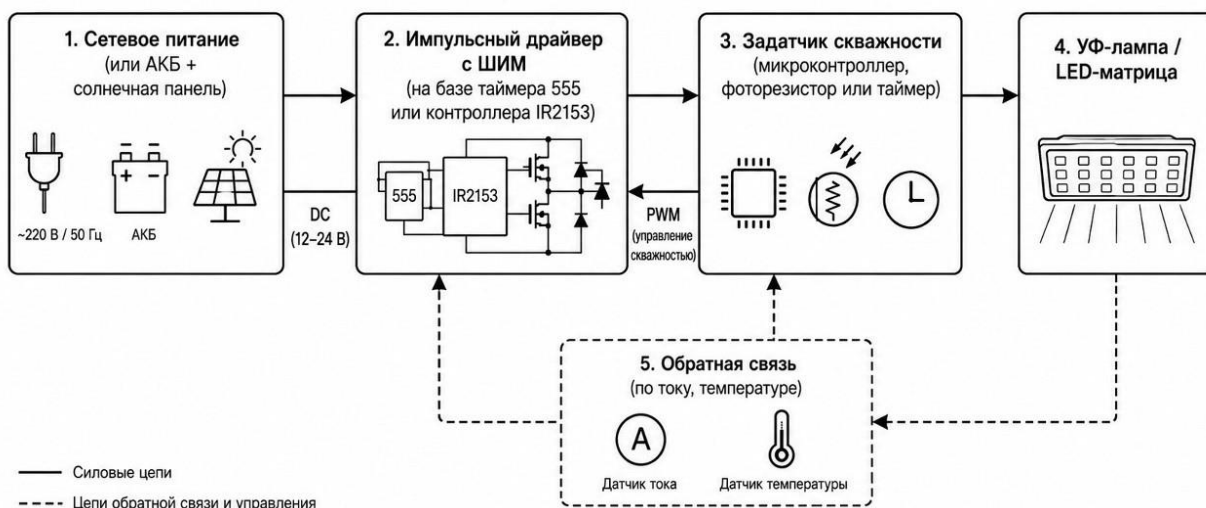 1. Сетевое питание
(или АКБ +
солнечная панель)
~220 В / 50 Гц
АКБ
DC
(12–24 В)
2. Импульсный драйвер
с ШИМ
(на базе таймера 555
или контроллера IR2153)
555
IR2153
PWM
(управление
скважностью)
3. Задатчик скважности
(микроконтроллер,
фоторезистор или таймер)
4. УФ-лампа /
LED-матрица
5. Обратная связь
(по току, температуре)
A
Датчик тока
Датчик температуры
Силовые цепи
Цепи обратной связи и управления